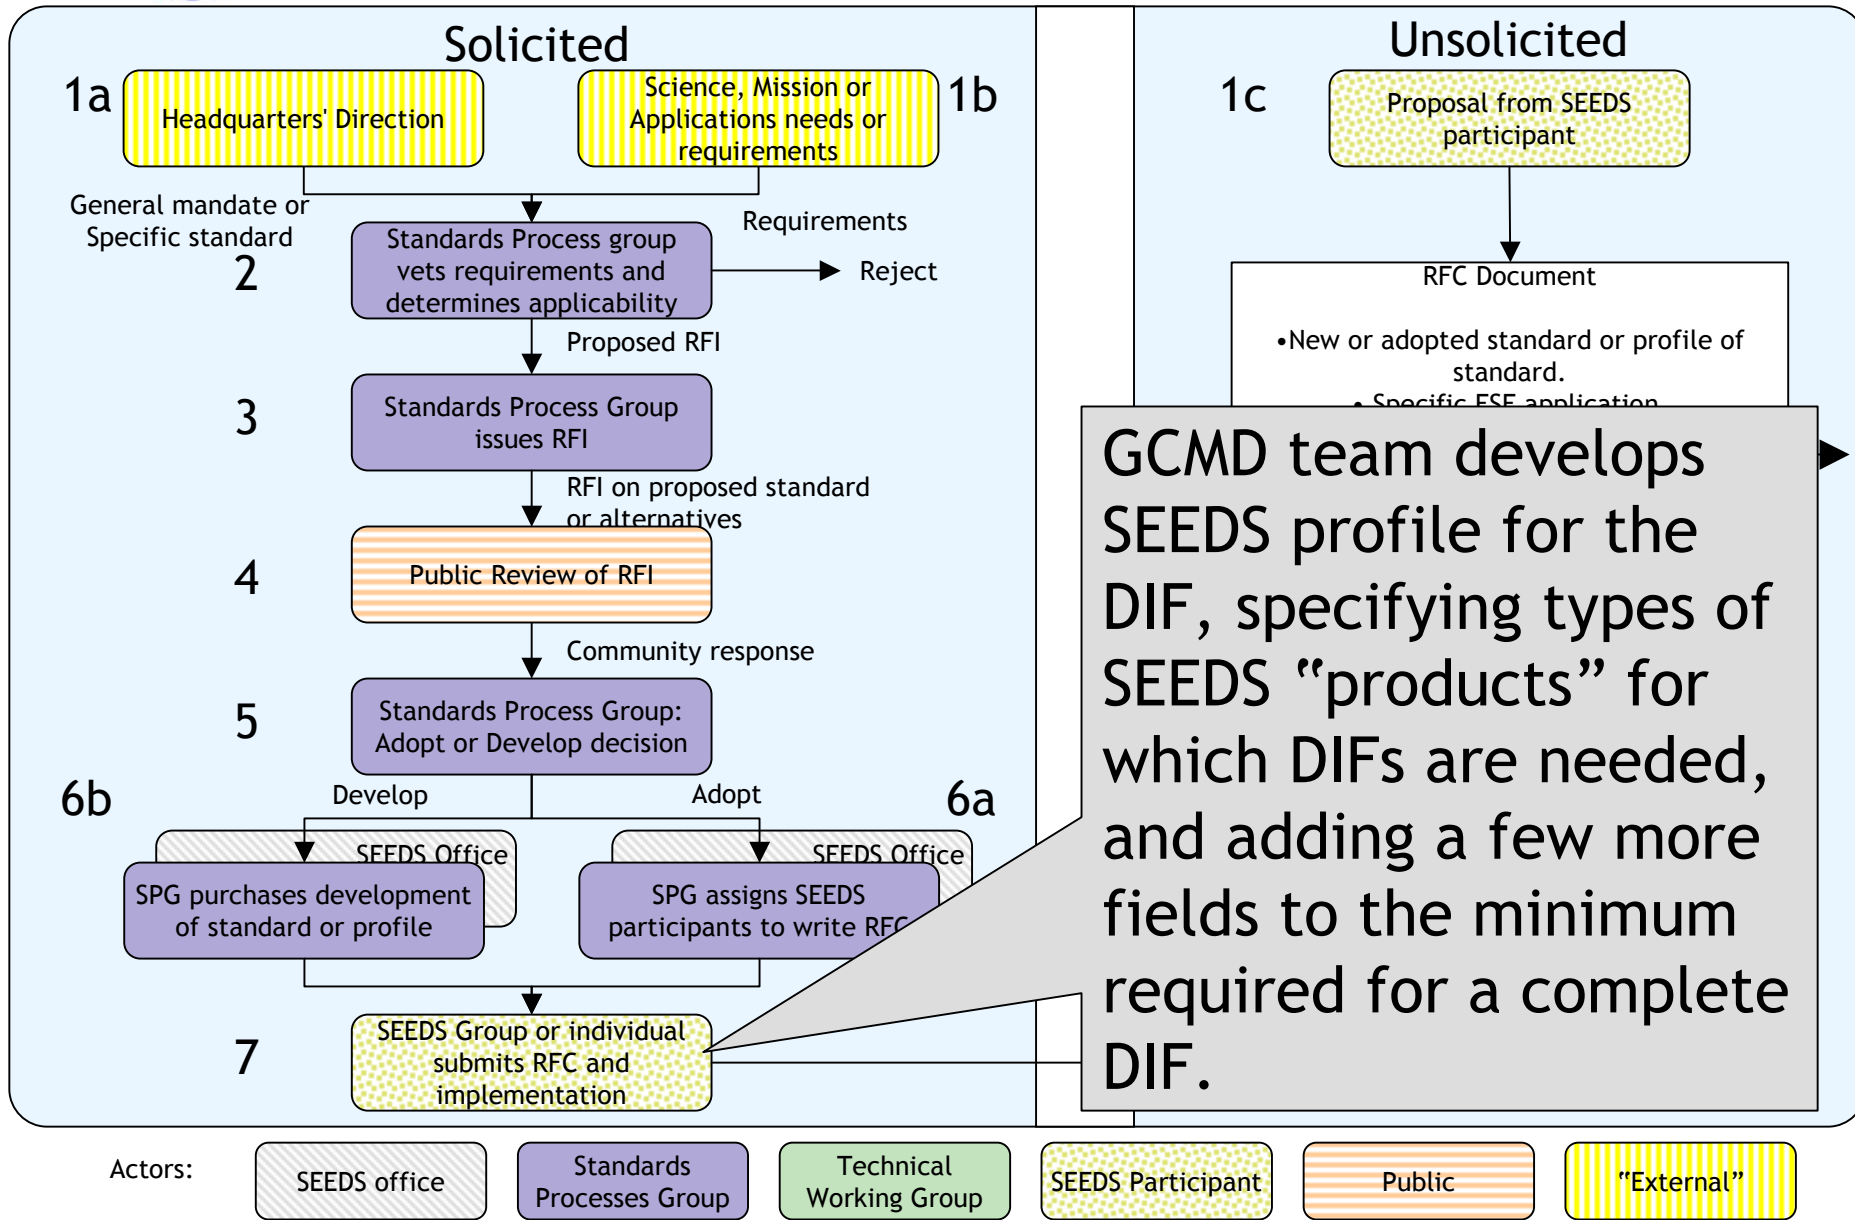 Solicited
1a
Headquarters' Direction
Science, Mission or
Applications needs or
requirements
1b
General mandate or
Specific standard
2
Standards Process group
vets requirements and
determines applicability
Requirements
Reject
Proposed RFI
3
Standards Process Group
issues RFI
RFI on proposed standard
or alternatives
4
Public Review of RFI
Community response
5
Standards Process Group:
Adopt or Develop decision
6b
Develop
Adopt
6a
SEEDS Office
SPG purchases development
of standard or profile
SEEDS Office
SPG assigns SEEDS
participants to write RFC
7
SEEDS Group or individual
submits RFC and
implementation
Unsolicited
1c
Proposal from SEEDS
participant
RFC Document
•New or adopted standard or profile of
standard.
• Specific ESE application
GCMD team develops
SEEDS profile for the
DIF, specifying types of
SEEDS “products” for
which DIFs are needed,
and adding a few more
fields to the minimum
required for a complete
DIF.
Actors:
SEEDS office
Standards
Processes Group
Technical
Working Group
SEEDS Participant
Public
“External”